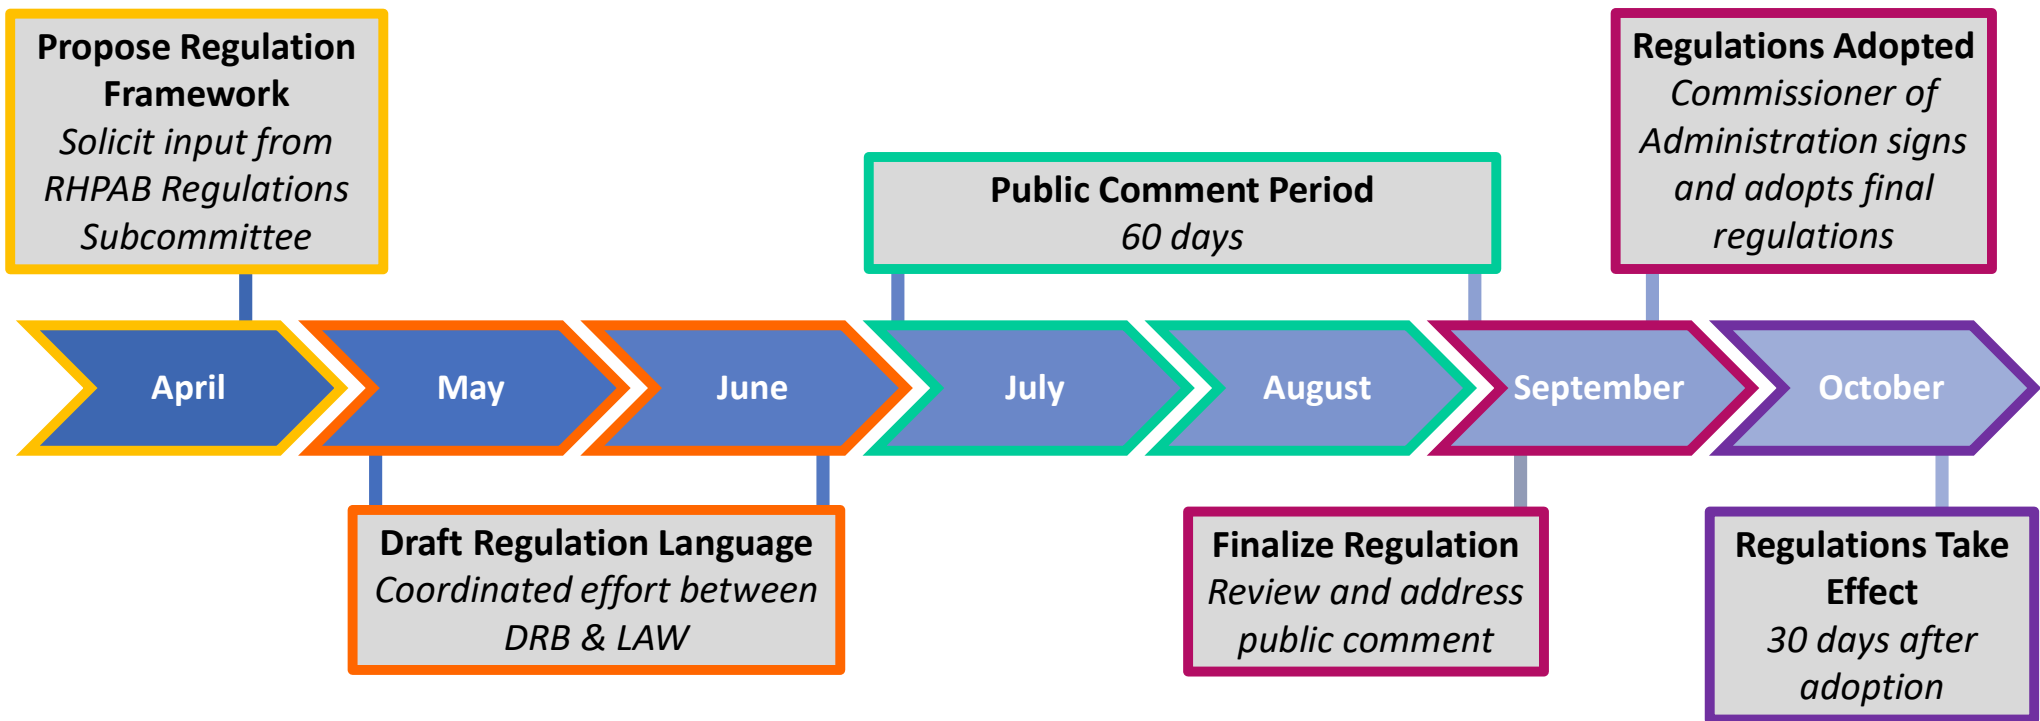 Propose Regulation
Framework
Solicit input from
RHPAB Regulations
Subcommittee
Public Comment Period
60 days
Regulations Adopted
Commissioner of
Administration signs
and adopts final
regulations
April
May
June
July
August
September
October
Draft Regulation Language
Coordinated effort between
DRB & LAW
Finalize Regulation
Review and address
public comment
Regulations Take
Effect
30 days after
adoption